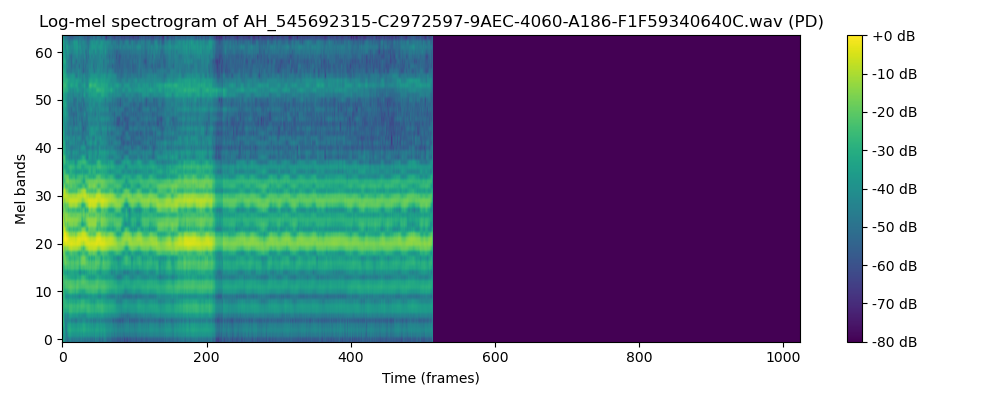 Log-mel spectrogram of AH_545692315-C2972597-9AEC-4060-A186-F1F59340640C.wav (PD)
Mel bands
60
50
40
30
20
10
0
0 200 400 600 800 1000
Time (frames)
+0 dB
-10 dB
-20 dB
-30 dB
-40 dB
-50 dB
-60 dB
-70 dB
-80 dB